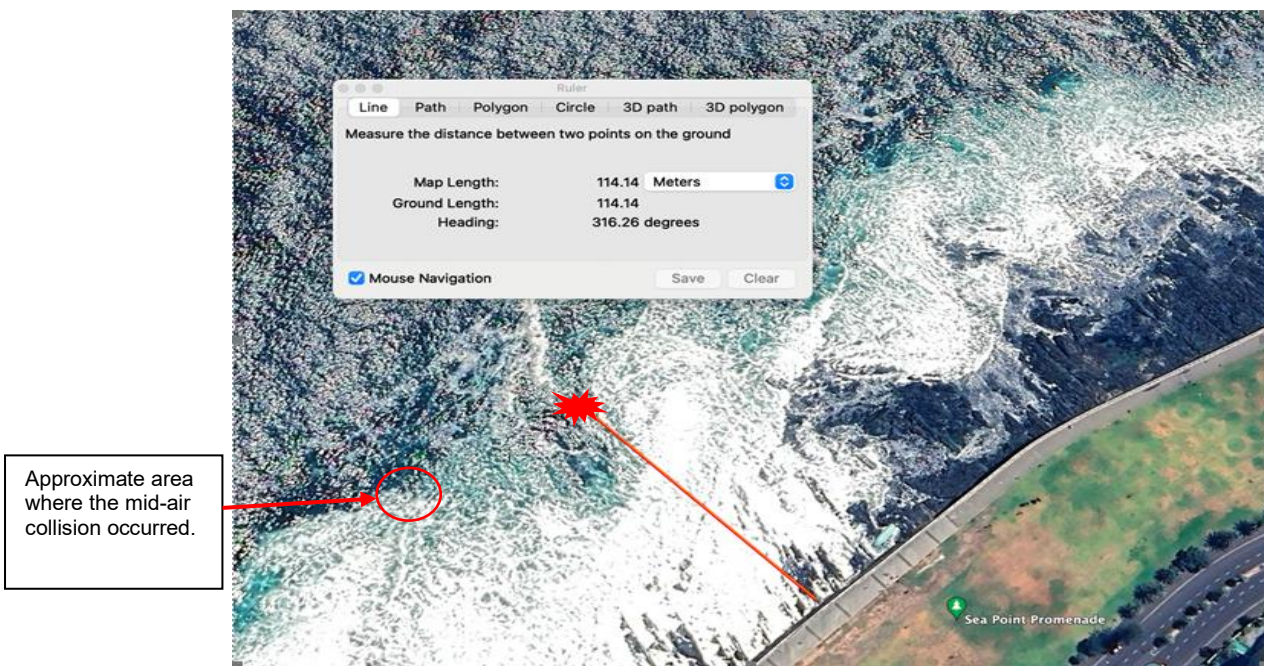 Ruler
Line Path Polygon Circle 3D path 3D polygon
Measure the distance between two points on the ground
Map Length: 114.14 Meters
Ground Length: 114.14
Heading: 316.26 degrees
Mouse Navigation Save Clear
Approximate area
where the mid-air
collision occurred.
Sea Point Promenade